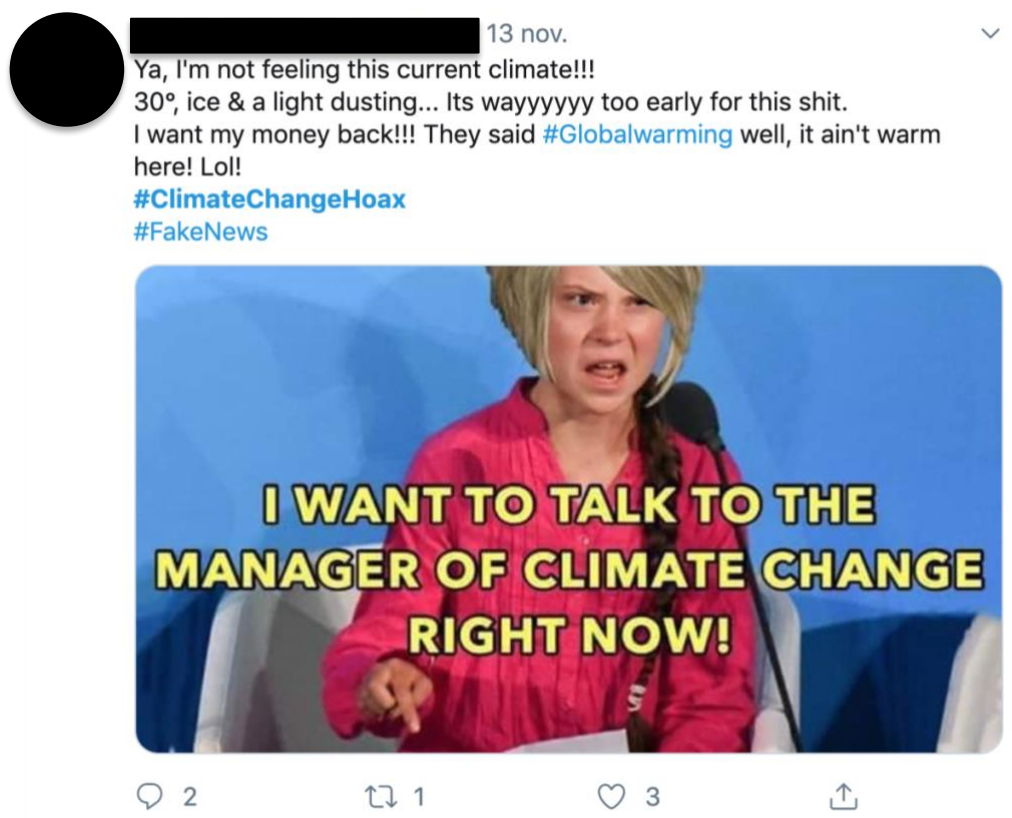 13 nov.
Ya, I'm not feeling this current climate!!!
30°, ice & a light dusting... Its wayyyyyy too early for this shit.
I want my money back!!! They said #Globalwarming well, it ain't warm
here! Lol!
#ClimateChangeHoax
#FakeNews
I WANT TO TALK TO THE
MANAGER OF CLIMATE CHANGE
RIGHT NOW!
2 1 3